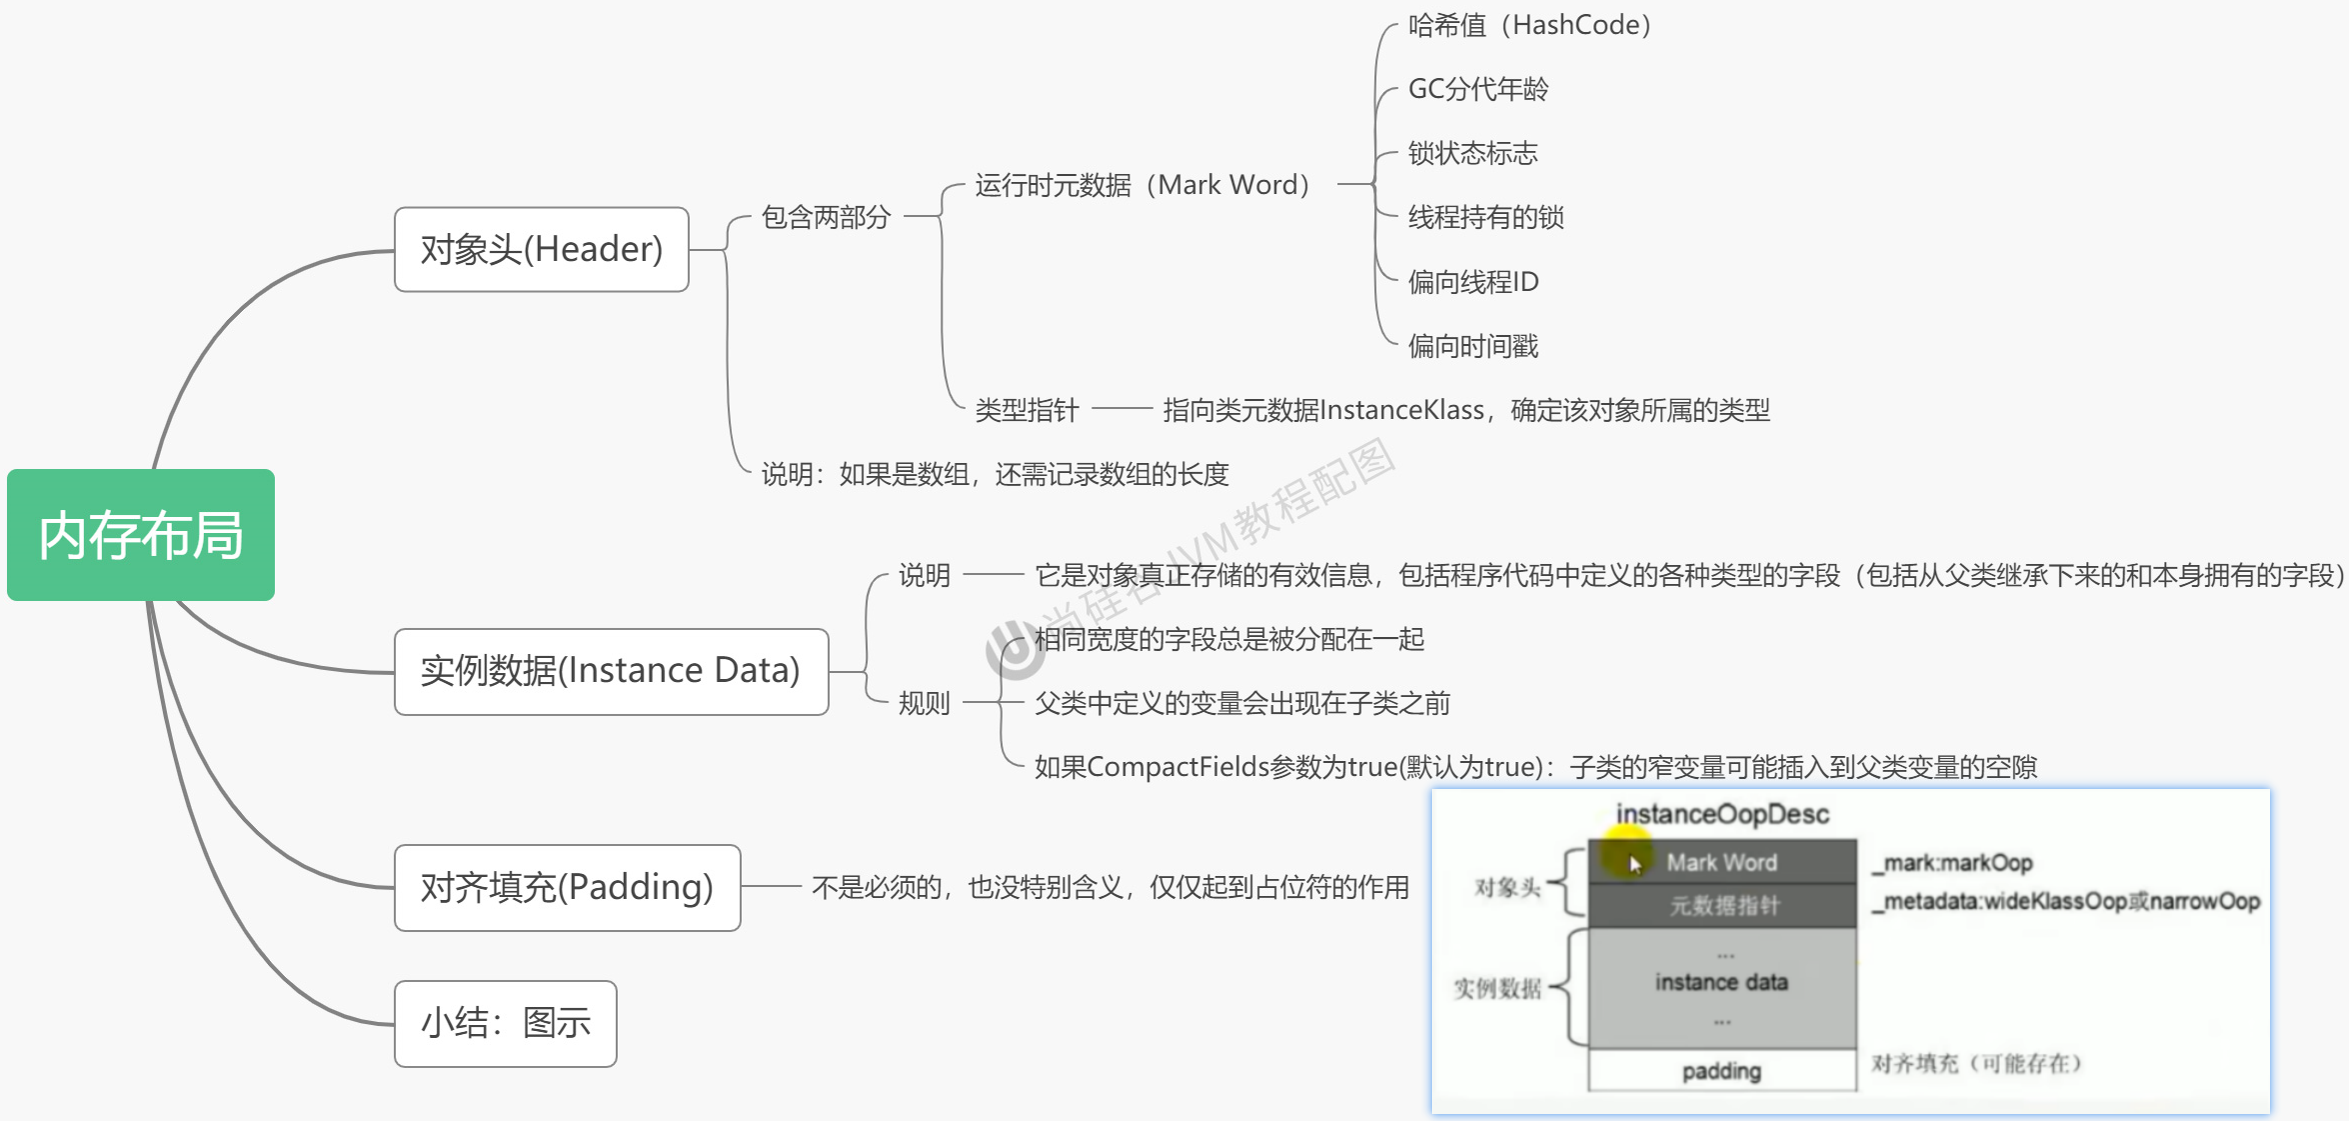 内存布局
对象头(Header)
包含两部分
运行时元数据（Mark Word）
哈希值（HashCode）
GC分代年龄
锁状态标志
线程持有的锁
偏向线程ID
偏向时间戳
类型指针
指向类元数据InstanceKlass，确定该对象所属的类型
说明：如果是数组，还需记录数组的长度
实例数据(Instance Data)
说明
它是对象真正存储的有效信息，包括程序代码中定义的各种类型的字段（包括从父类继承下来的和本身拥有的字段）
规则
相同宽度的字段总是被分配在一起
父类中定义的变量会出现在子类之前
如果CompactFields参数为true(默认为true)：子类的窄变量可能插入到父类变量的空隙
对齐填充(Padding)
不是必须的，也没特别含义，仅仅起到占位符的作用
小结：图示
instanceOopDesc
对象头
Mark Word
_mark:markOop
元数据指针
_metadata:wideKlassOop或narrowOop
实例数据
...
instance data
...
padding
对齐填充（可能存在）
尚硅谷JVM教程配图